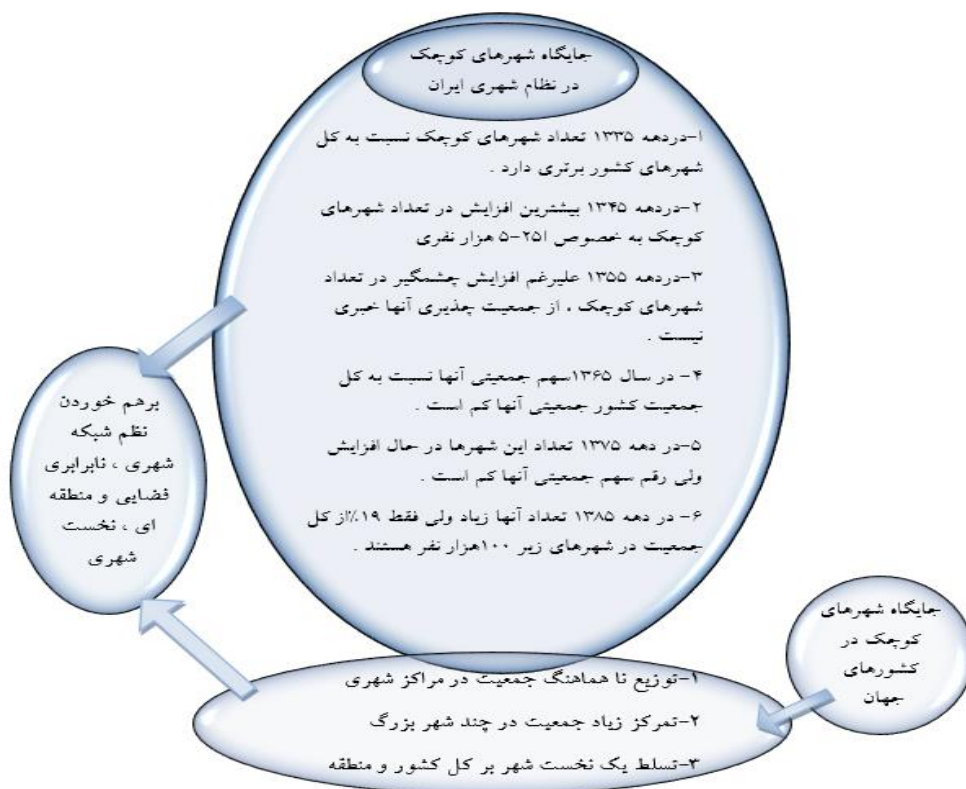 جایگاه شهرهای کوچک
در نظام شهری ایران
۱-دردهه ۱۳۳۵ تعداد شهرهای کوچک نسبت به کل
شهرهای کشور برتری دارد .
۲-دردهه ۱۳۴۵ بیشترین افزایش در تعداد شهرهای
کوچک به خصوص ا۲۵-۵ هزار نفری
۳-دردهه ۱۳۵۵ علیرغم افزایش چشمگیر در تعداد
شهرهای کوچک ، از جمعیت چذیری آنها خبری
نیست .
۴- در سال ۱۳۶۵سهم جمعیتی آنها نسبت به کل
جمعیت کشور جمعیتی آنها کم است .
۵-در دهه ۱۳۷۵ تعداد این شهرها در حال افزایش
ولی رقم سهم جمعیتی آنها کم است .
۶- در دهه ۱۳۸۵ تعداد آنها زیاد ولی فقط ۱۹٪از کل
جمعیت در شهرهای زیر ۱۰۰هزار نفر هستند .
برهم خوردن
نظم شبکه
شهری ، نابرابری
فضایی و منطقه
ای ، نخست
شهری
جایگاه شهرهای
کوچک در
کشورهای
جهان
۱-توزیع نا هماهنگ جمعیت در مراکز شهری
۲-تمرکز زیاد جمعیت در چند شهر بزرگ
۳-تسلط یک نخست شهر بر کل کشور و منطقه